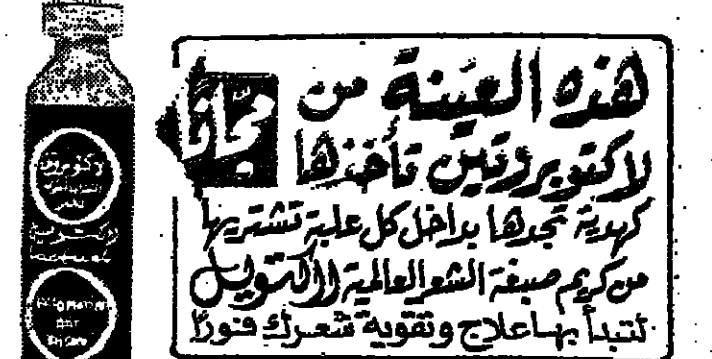 هذه العينة من
مجاناً
لاكتوبروتين تأخذها
كهدية تجدها بداخل كل علبة تشتريها
من كريم صبغة الشعر العالمية ((اكتويل
لتبدأ بها علاج وتقوية شعرك فوراً